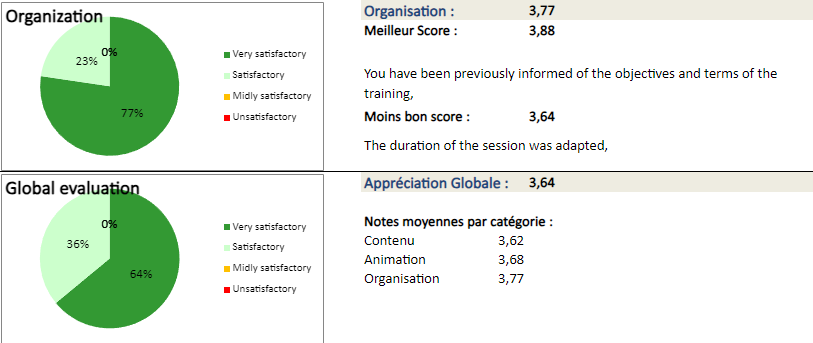 Organization
0%
23%
77%
Very satisfactory
Satisfactory
Midly satisfactory
Unsatisfactory
Organisation : 3,77
Meilleur Score : 3,88
You have been previously informed of the objectives and terms of the
training,
Moins bon score : 3,64
The duration of the session was adapted,
Global evaluation
0%
36%
64%
Very satisfactory
Satisfactory
Midly satisfactory
Unsatisfactory
Appréciation Globale : 3,64
Notes moyennes par catégorie :
Contenu 3,62
Animation 3,68
Organisation 3,77